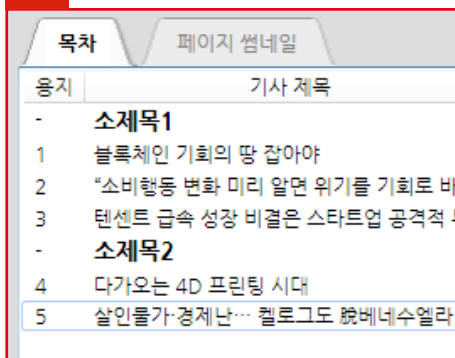 목차 페이지 썸네일
용지 기사 제목
- 소제목1
1 블록체인 기회의 땅 잡아야
2 “소비행동 변화 미리 알면 위기를 기회로
3 텐센트 급속 성장 비결은 스타트업 공격적
- 소제목2
4 다가오는 4D 프린팅 시대
5 살인물가·경제난… 켈로그도 脫베네수엘라